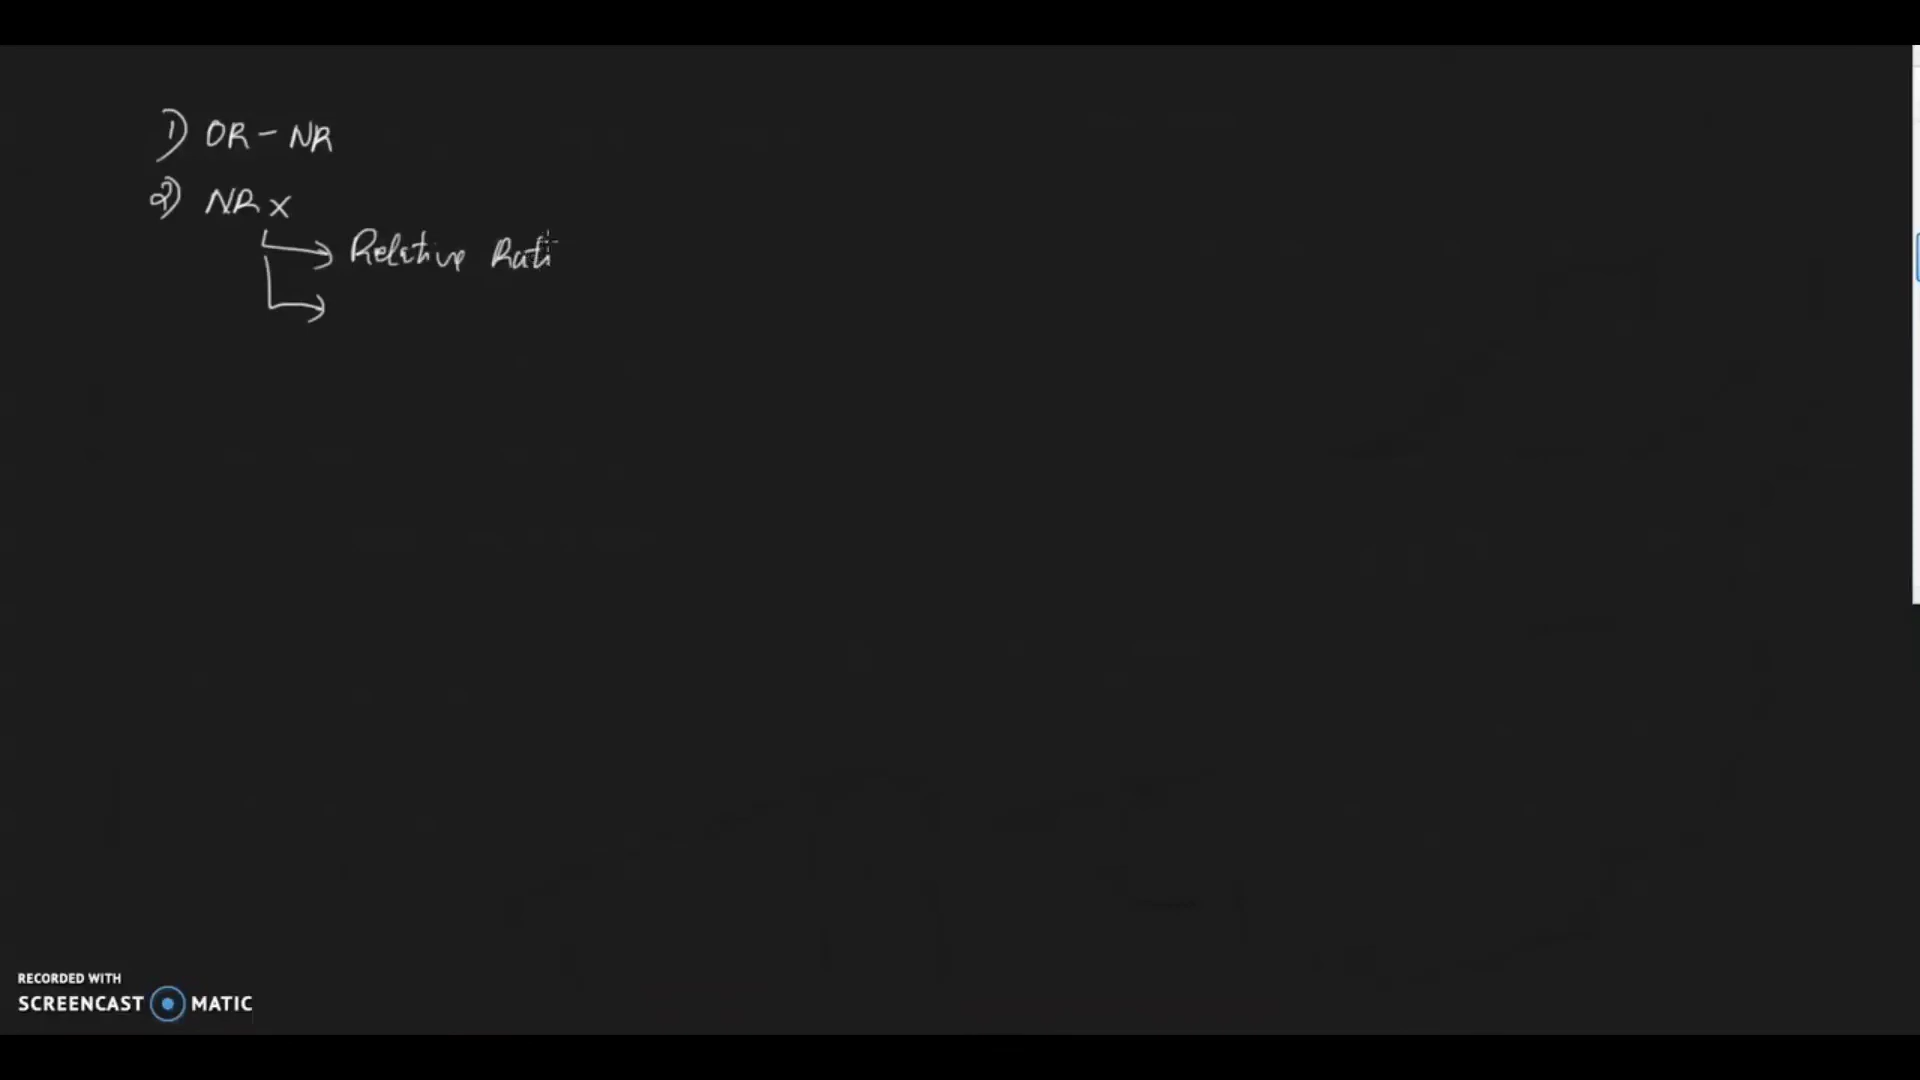 1) OR - NR
2) NR x
Relative Rati
RECORDED WITH
SCREENCAST MATIC